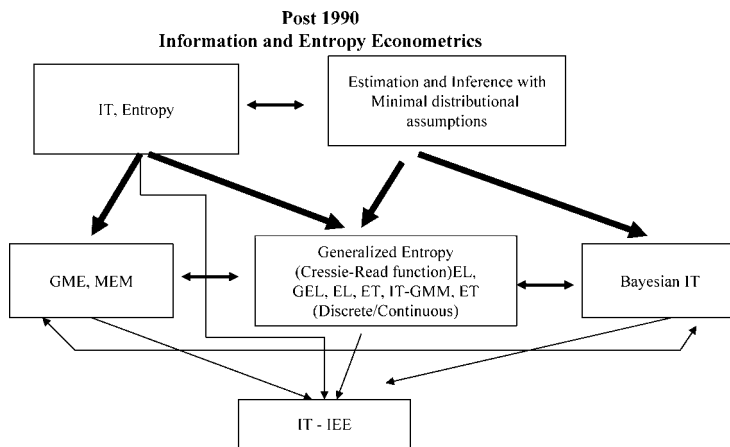 Post 1990
Information and Entropy Econometrics
IT, Entropy
Estimation and Inference with
Minimal distributional
assumptions
GME, MEM
Generalized Entropy
(Cressie-Read function)EL,
GEL, EL, ET, IT-GMM, ET
(Discrete/Continuous)
Bayesian IT
IT - IEE